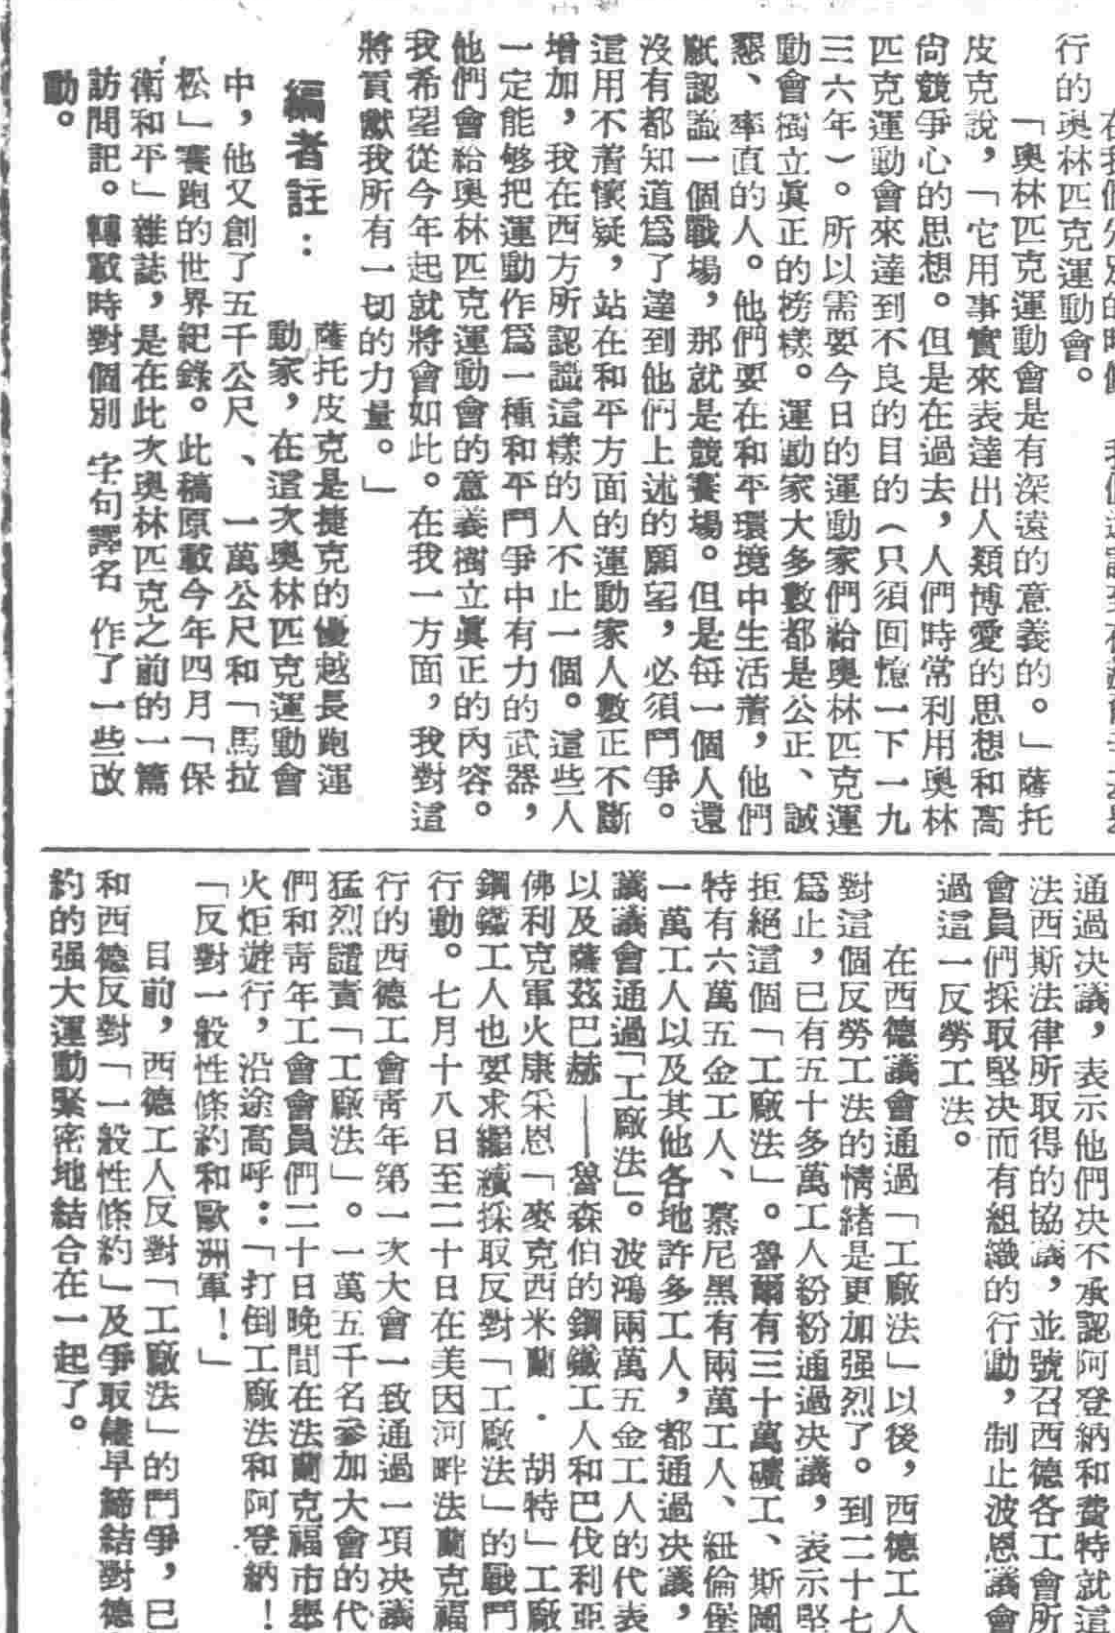 行的奧林匹克運動會。
「奧林匹克運動會是有深遠的意義的。」薩托
皮克說，「它用事實來表達出人類博愛的思想和高
尙競爭心的思想。但是在過去，人們時常利用奧林
匹克運動會來達到不良的目的（只須回憶一下一九
三六年）。所以需要今日的運動家們給奧林匹克運
動會樹立眞正的榜樣。運動家大多數都是公正、誠
懇、率直的人。他們要在和平環境中生活着，他們
祇認識一個戰場，那就是競賽場。但是每一個人還
沒有都知道爲了達到他們上述的願望，必須鬥爭。
這用不着懷疑，站在和平方面的運動家人數正不斷
增加，我在西方所認識這樣的人不止一個。這些人
一定能够把運動作爲一種和平鬥爭中有力的武器，
他們會給奧林匹克運動會的意義樹立眞正的內容。
我希望從今年起就將會如此。在我一方面，我對這
將貢獻我所有一切的力量。」
編者註：
薩托皮克是捷克的優越長跑運
動家，在這次奧林匹克運動會
中，他又創了五千公尺、一萬公尺和「馬拉
松」賽跑的世界紀錄。此稿原載今年四月「保
衛和平」雜誌，是在此次奧林匹克之前的一篇
訪問記。轉載時對個別 字句譯名 作了一些改
動。
通過决議，表示他們决不承認阿登納和費特就這
法西斯法律所取得的協議，並號召西德各工會所
會員們採取堅决而有組織的行動，制止波恩議會
過這一反勞工法。
在西德議會通過「工廠法」以後，西德工人
對這個反勞工法的情緒是更加强烈了。到二十七
爲止，已有五十多萬工人紛紛通過决議，表示堅
拒絕這個「工廠法」。魯爾有三十萬礦工、斯圖
特有六萬五金工人、慕尼黑有兩萬工人、紐倫堡
一萬工人以及其他各地許多工人，都通過决議，
議議會通過「工廠法」。波鴻兩萬五金工人的代表
以及薩茲巴赫——魯森伯的鋼鐵工人和巴伐利亞
佛利克軍火康采恩「麥克西米蘭．胡特」工廠
鋼鐵工人也要求繼續採取反對「工廠法」的戰鬥
行動。七月十八日至二十日在美因河畔法蘭克福
行的西德工會靑年第一次大會一致通過一項决議
猛烈譴責「工廠法」。一萬五千名參加大會的代
們和靑年工會會員們二十日晚間在法蘭克福市舉
火炬遊行，沿途高呼：「打倒工廠法和阿登納！
「反對一般性條約和歐洲軍！」
目前，西德工人反對「工廠法」的鬥爭，已
和西德反對「一般性條約」及爭取儘早締結對德
約的强大運動緊密地結合在一起了。